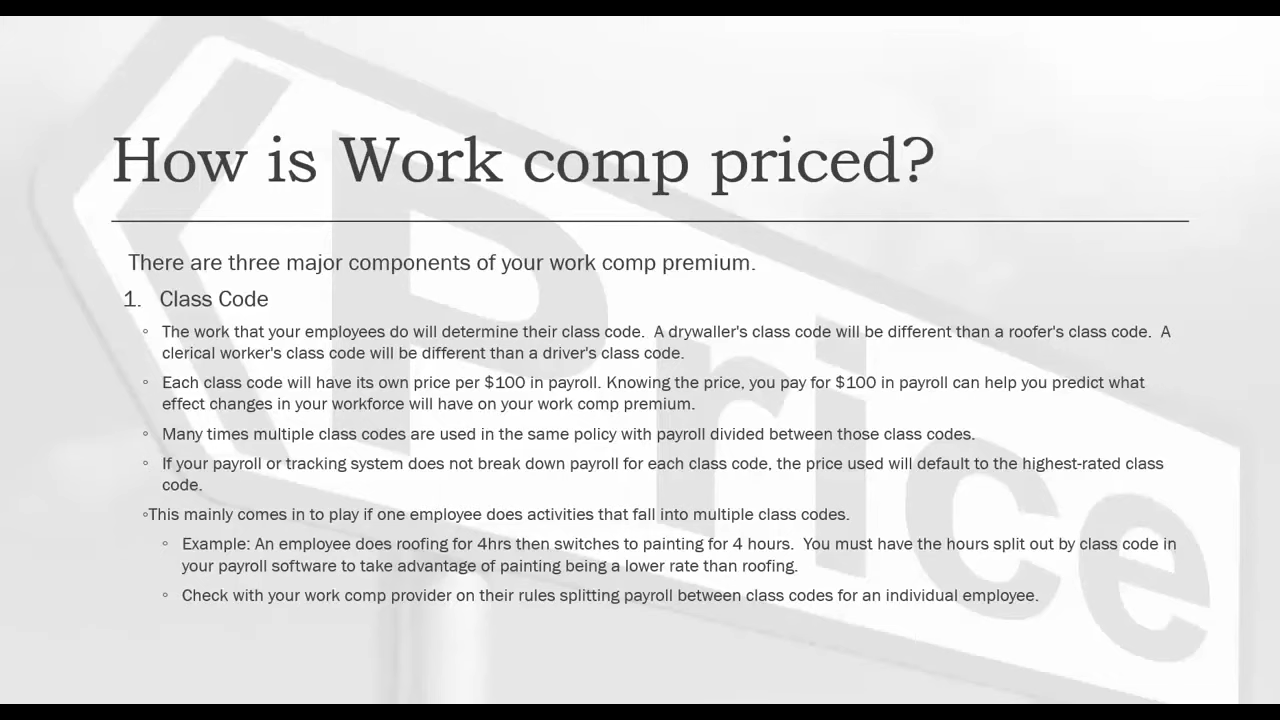 How is Work comp priced?
There are three major components of your work comp premium.
1. Class Code
◦ The work that your employees do will determine their class code.  A drywaller's class code will be different than a roofer's class code.  A
clerical worker's class code will be different than a driver's class code.
◦ Each class code will have its own price per $100 in payroll. Knowing the price, you pay for $100 in payroll can help you predict what
effect changes in your workforce will have on your work comp premium.
◦ Many times multiple class codes are used in the same policy with payroll divided between those class codes.
◦ If your payroll or tracking system does not break down payroll for each class code, the price used will default to the highest-rated class
code.
◦This mainly comes in to play if one employee does activities that fall into multiple class codes.
◦ Example: An employee does roofing for 4hrs then switches to painting for 4 hours.  You must have the hours split out by class code in
your payroll software to take advantage of painting being a lower rate than roofing.
◦ Check with your work comp provider on their rules splitting payroll between class codes for an individual employee.
Price